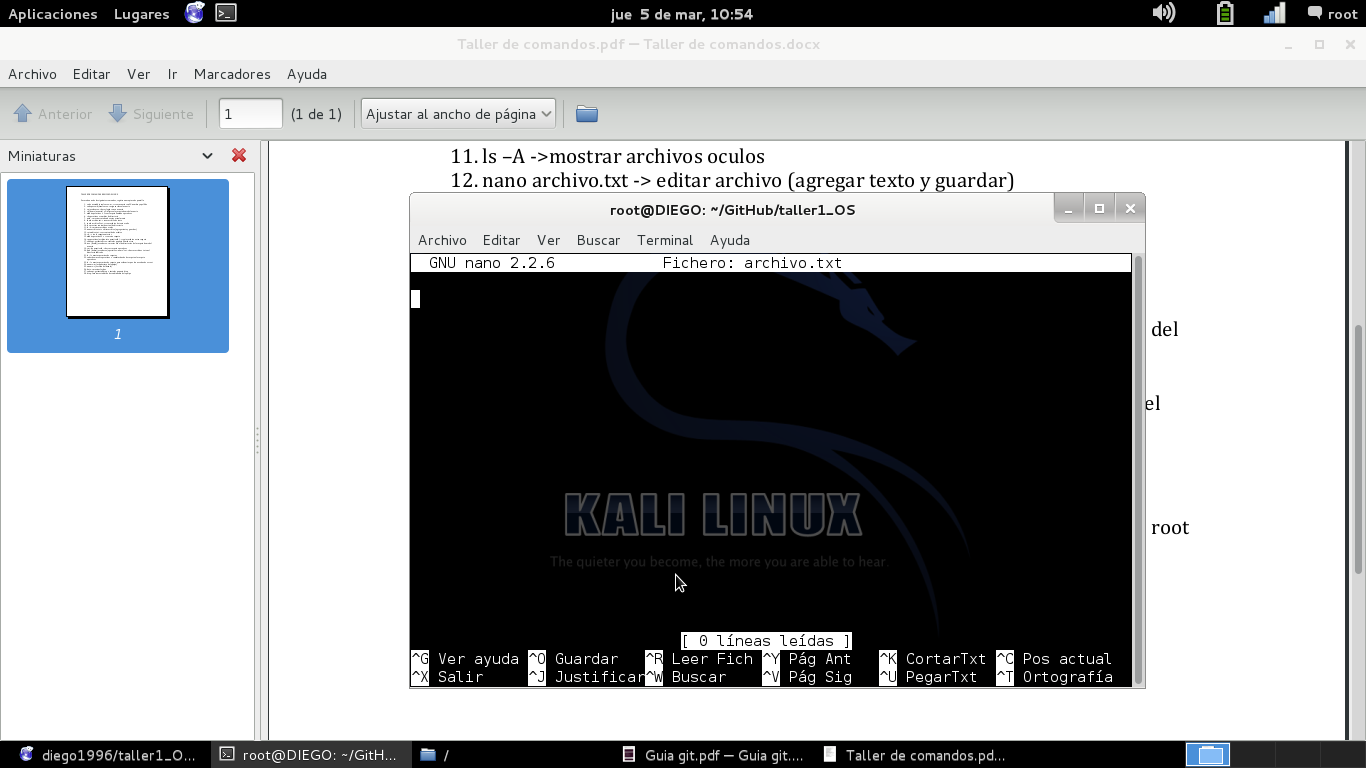 Aplicaciones Lugares jue 5 de mar, 10:54 root
Taller de comandos.pdf — Taller de comandos.docx
Archivo Editar Ver Ir Marcadores Ayuda
Anterior Siguiente 1 (1 de 1) Ajustar al ancho de página
Miniaturas
1
11. ls –A ->mostrar archivos oculos
12. nano archivo.txt -> editar archivo (agregar texto y guardar)
del
el
root
root@DIEGO: ~/GitHub/taller1_OS
Archivo Editar Ver Buscar Terminal Ayuda
GNU nano 2.2.6 Fichero: archivo.txt
KALI LINUX
The quieter you become, the more you are able to hear.
[ 0 líneas leídas ]
^G Ver ayuda ^O Guardar ^R Leer Fich ^Y Pág Ant ^K CortarTxt ^C Pos actual
^X Salir ^J Justificar ^W Buscar ^V Pág Sig ^U PegarTxt ^T Ortografía
diego1996/taller1_O... root@DIEGO: ~/GitH... / Guia git.pdf — Guia git.... Taller de comandos.pd...